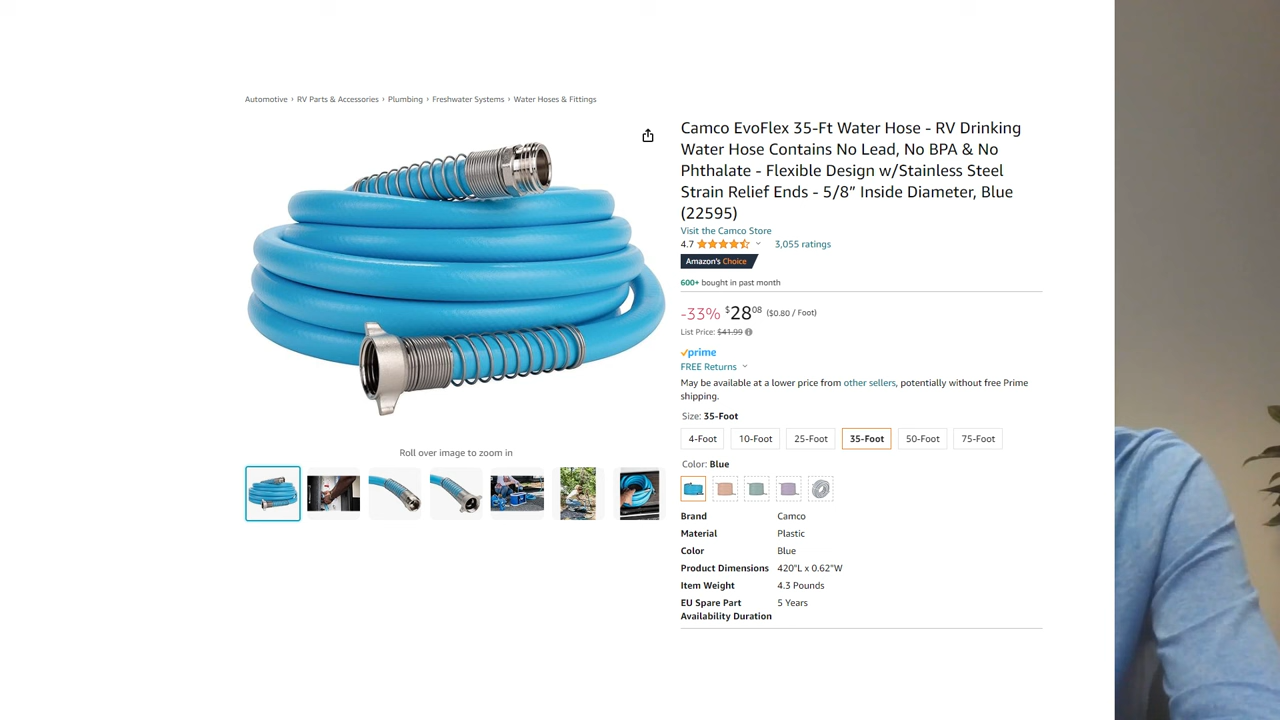 Automotive › RV Parts & Accessories › Plumbing › Freshwater Systems › Water Hoses & Fittings
Camco EvoFlex 35-Ft Water Hose - RV Drinking
Water Hose Contains No Lead, No BPA & No
Phthalate - Flexible Design w/Stainless Steel
Strain Relief Ends - 5/8” Inside Diameter, Blue
(22595)
Visit the Camco Store
4.7 3,055 ratings
Amazon's Choice
600+ bought in past month
-33% $2808 ($0.80 / Foot)
List Price: $41.99
prime
FREE Returns
May be available at a lower price from other sellers, potentially without free Prime
shipping.
Size: 35-Foot
4-Foot 10-Foot 25-Foot 35-Foot 50-Foot 75-Foot
Color: Blue
Brand Camco
Material Plastic
Color Blue
Product Dimensions 420"L x 0.62"W
Item Weight 4.3 Pounds
EU Spare Part 5 Years
Availability Duration
Roll over image to zoom in